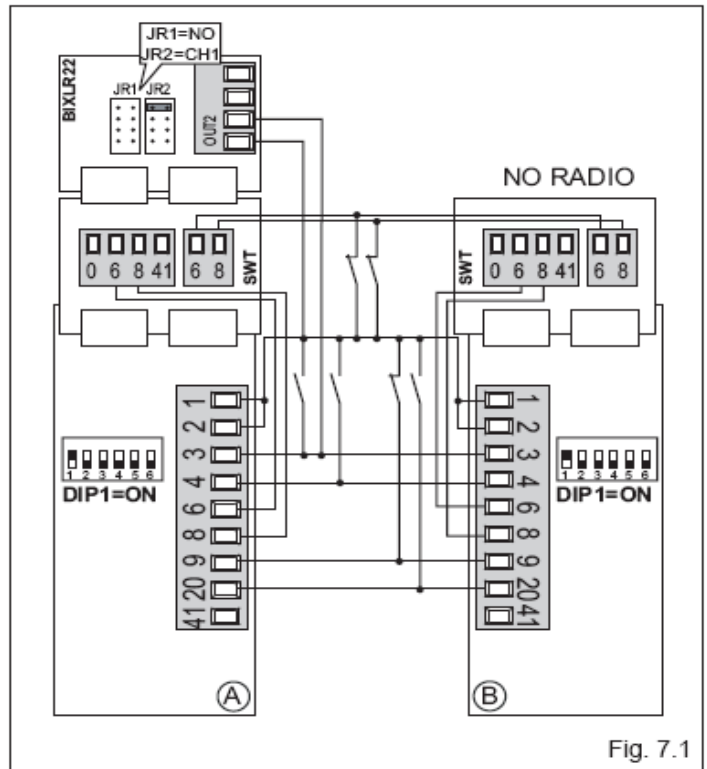 JR1=NO
JR2=CH1
BIXLR22
JR1 JR2
OUT2
NO RADIO
0 6 8 41 6 8
SWT
SWT
0 6 8 41 6 8
1
2
3
4
6
8
9
20
41
1 2 3 4 5 6
DIP1=ON
1
2
3
4
6
8
9
20
41
1 2 3 4 5 6
DIP1=ON
A
B
Fig. 7.1